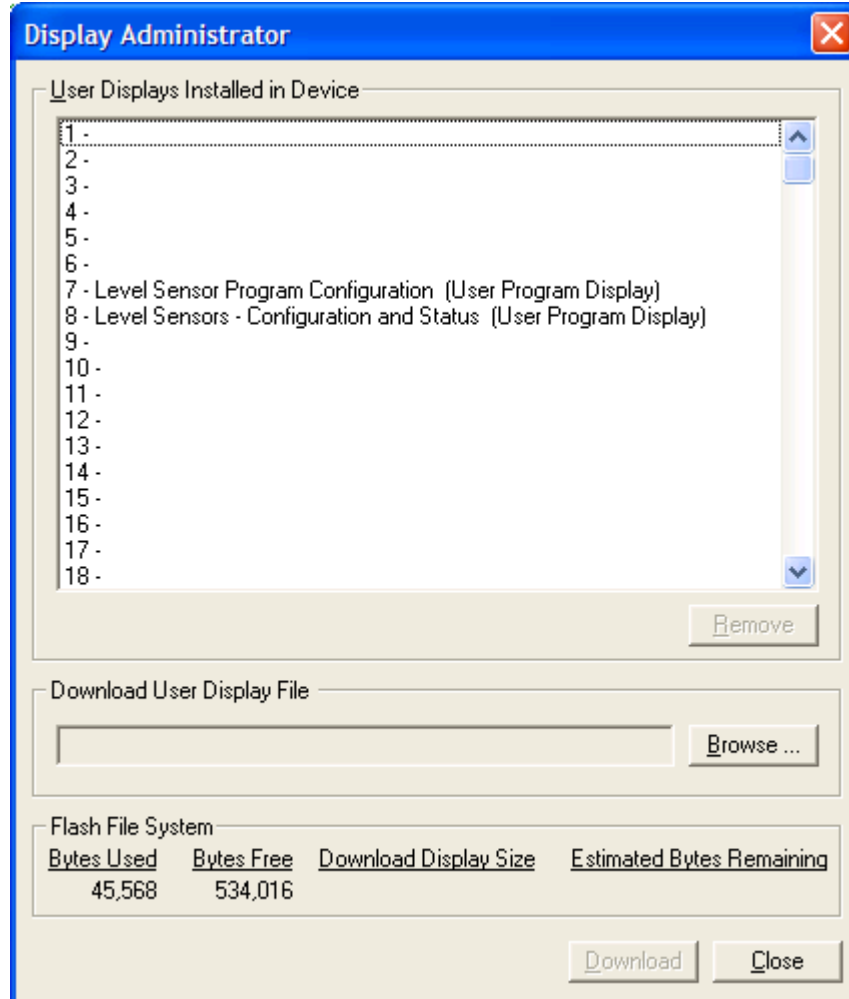 Display Administrator
User Displays Installed in Device
1 -
2 -
3 -
4 -
5 -
6 -
7 - Level Sensor Program Configuration  (User Program Display)
8 - Level Sensors - Configuration and Status  (User Program Display)
9 -
10 -
11 -
12 -
13 -
14 -
15 -
16 -
17 -
18 -
Remove
Download User Display File
Browse ...
Flash File System
Bytes Used Bytes Free Download Display Size Estimated Bytes Remaining
45,568 534,016
Download Close